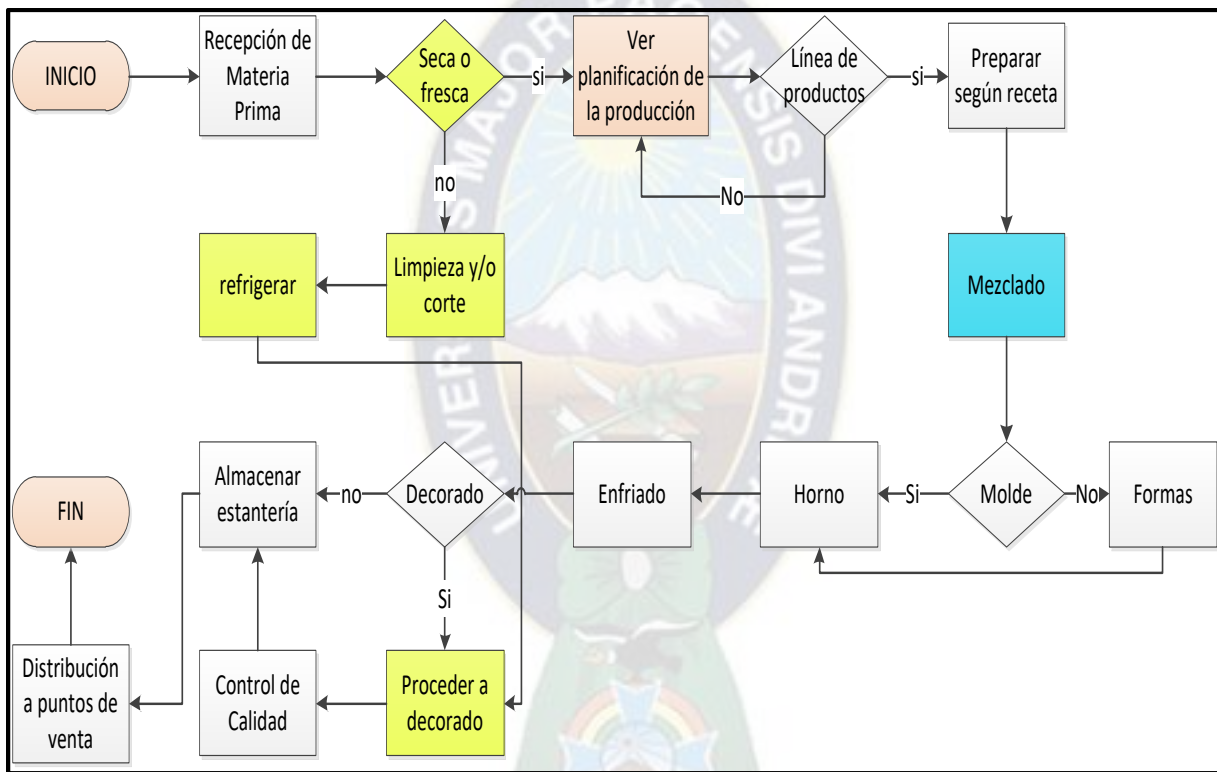 INICIO
Recepción de
Materia
Prima
Seca o
fresca
si
Ver
planificación de
la producción
Línea de
productos
si
Preparar
según receta
no
No
refrigerar
Limpieza y/o
corte
Mezclado
FIN
Almacenar
estantería
no
Decorado
Enfriado
Horno
Si
Molde
No
Formas
Si
Distribución
a puntos de
venta
Control de
Calidad
Proceder a
decorado